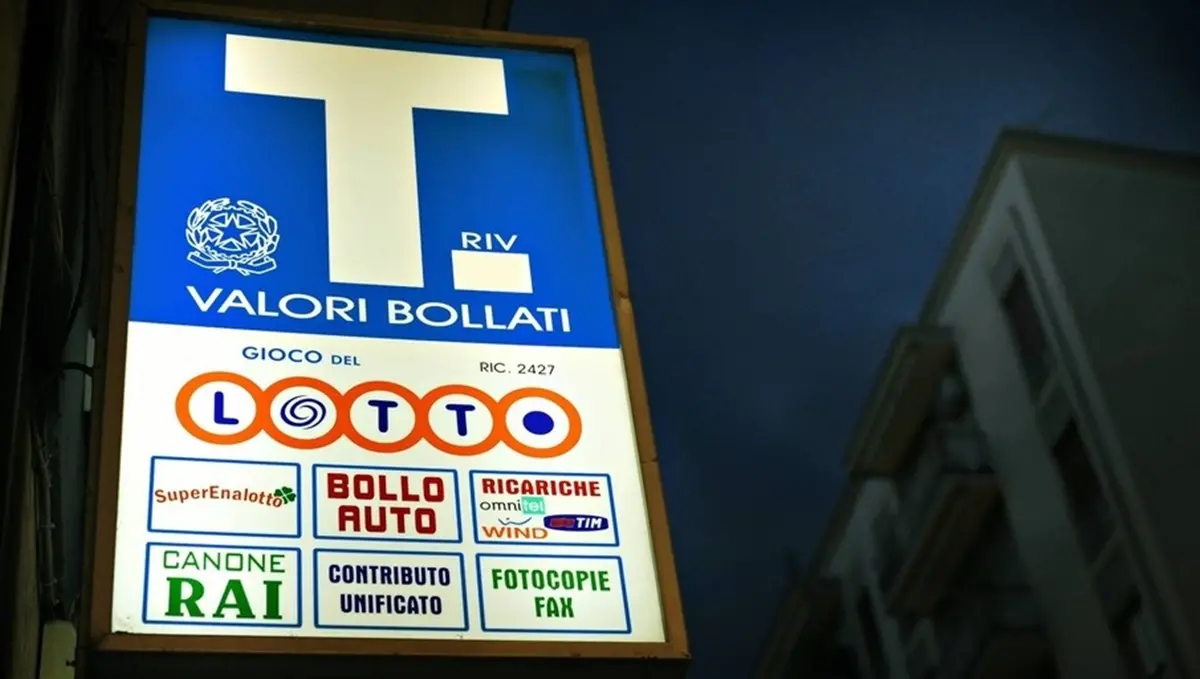 T.
RIV
VALORI BOLLATI
GIOCO DEL
RIC. 2427
LOTTO
SuperEnalotto
BOLLO
AUTO
RICARICHE
omnitel
WIND
TIM
CANONE
RAI
CONTRIBUTO
UNIFICATO
FOTOCOPIE
FAX